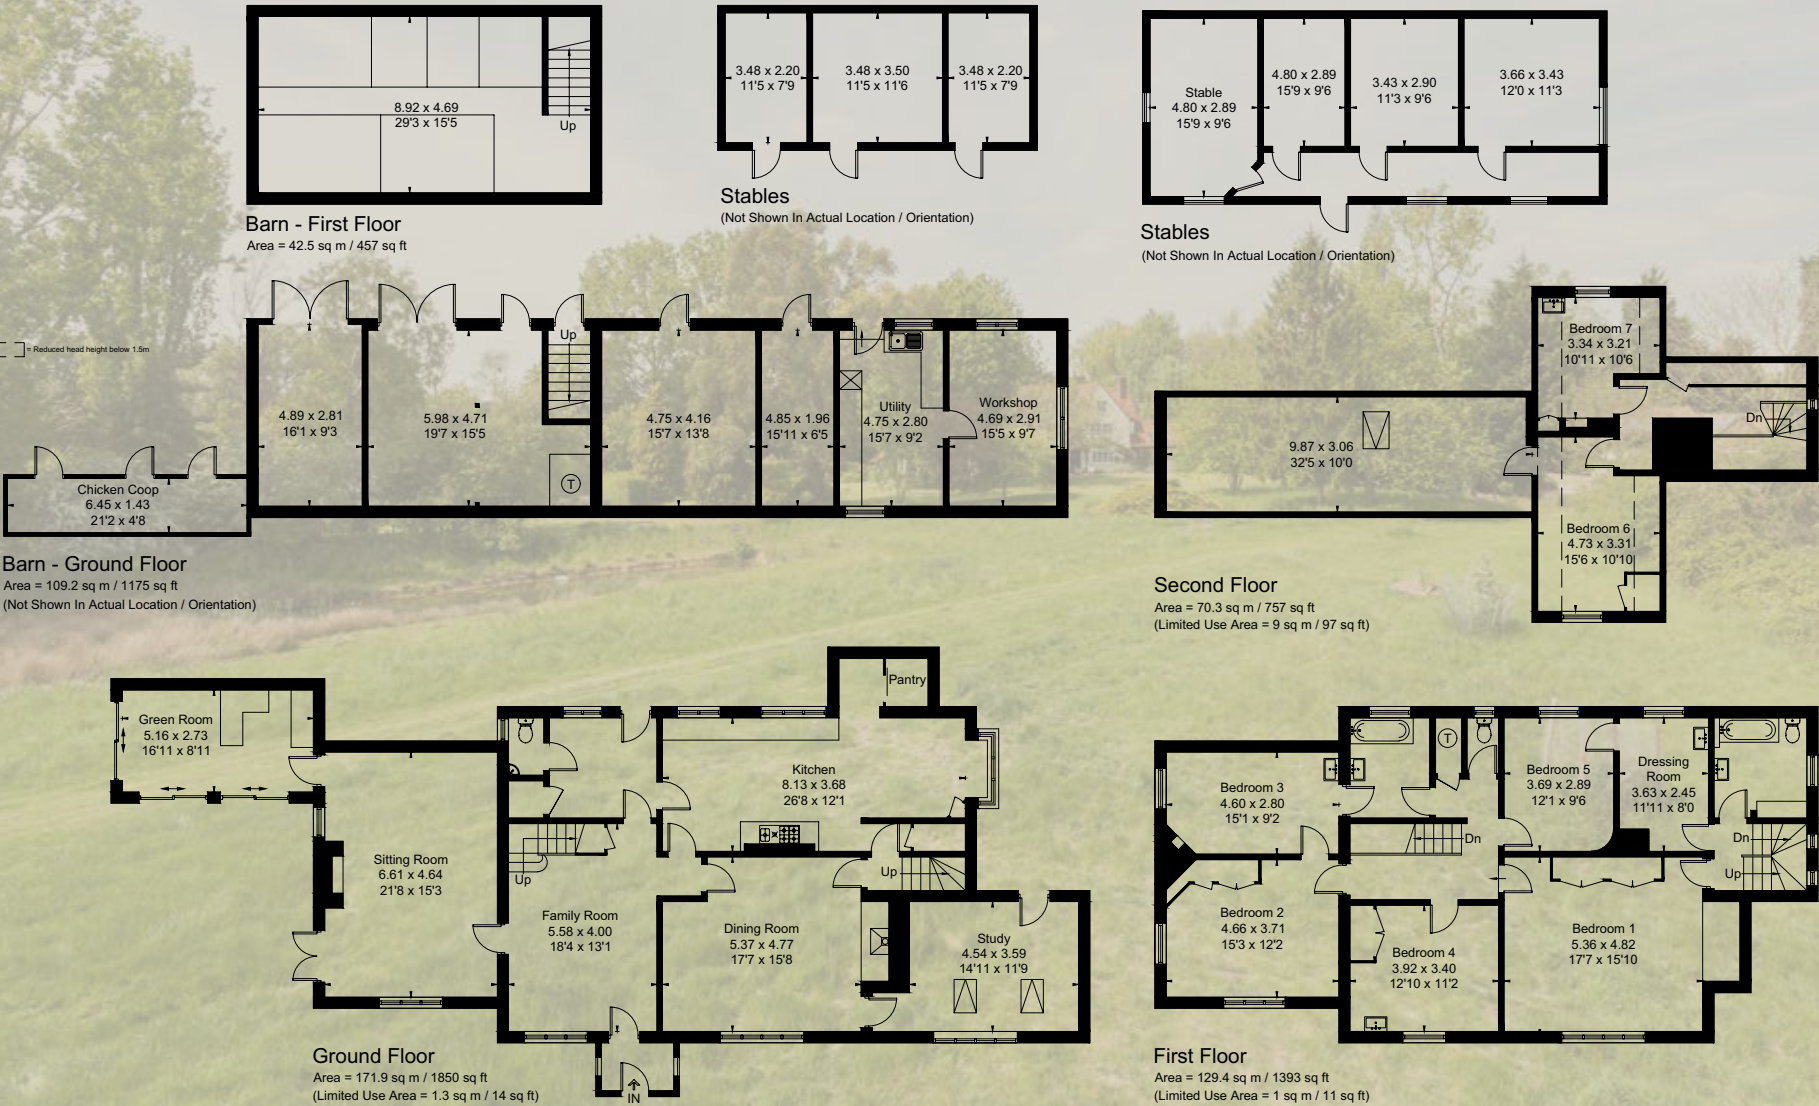 8.92 x 4.69
29'3 x 15'5
Up
Barn - First Floor
Area = 42.5 sq m / 457 sq ft
3.48 x 2.20
11'5 x 7'9
3.48 x 3.50
11'5 x 11'6
3.48 x 2.20
11'5 x 7'9
Stables
(Not Shown In Actual Location / Orientation)
Stable
4.80 x 2.89
15'9 x 9'6
4.80 x 2.89
15'9 x 9'6
3.43 x 2.90
11'3 x 9'6
3.66 x 3.43
12'0 x 11'3
Stables
(Not Shown In Actual Location / Orientation)
= Reduced head height below 1.5m
Chicken Coop
6.45 x 1.43
21'2 x 4'8
4.89 x 2.81
16'1 x 9'3
5.98 x 4.71
19'7 x 15'5
Up
T
4.75 x 4.16
15'7 x 13'8
4.85 x 1.96
15'11 x 6'5
Utility
4.75 x 2.80
15'7 x 9'2
Workshop
4.69 x 2.91
15'5 x 9'7
Barn - Ground Floor
Area = 109.2 sq m / 1175 sq ft
(Not Shown In Actual Location / Orientation)
9.87 x 3.06
32'5 x 10'0
Bedroom 7
3.34 x 3.21
10'11 x 10'6
Dn
Bedroom 6
4.73 x 3.31
15'6 x 10'10
Second Floor
Area = 70.3 sq m / 757 sq ft
(Limited Use Area = 9 sq m / 97 sq ft)
Green Room
5.16 x 2.73
16'11 x 8'11
Sitting Room
6.61 x 4.64
21'8 x 15'3
Up
Family Room
5.58 x 4.00
18'4 x 13'1
Kitchen
8.13 x 3.68
26'8 x 12'1
Pantry
Up
Dining Room
5.37 x 4.77
17'7 x 15'8
Study
4.54 x 3.59
14'11 x 11'9
IN
Ground Floor
Area = 171.9 sq m / 1850 sq ft
(Limited Use Area = 1.3 sq m / 14 sq ft)
Bedroom 3
4.60 x 2.80
15'1 x 9'2
T
Bedroom 5
3.69 x 2.89
12'1 x 9'6
Dressing
Room
3.63 x 2.45
11'11 x 8'0
Dn
Dn
Up
Bedroom 2
4.66 x 3.71
15'3 x 12'2
Bedroom 4
3.92 x 3.40
12'10 x 11'2
Bedroom 1
5.36 x 4.82
17'7 x 15'10
First Floor
Area = 129.4 sq m / 1393 sq ft
(Limited Use Area = 1 sq m / 11 sq ft)